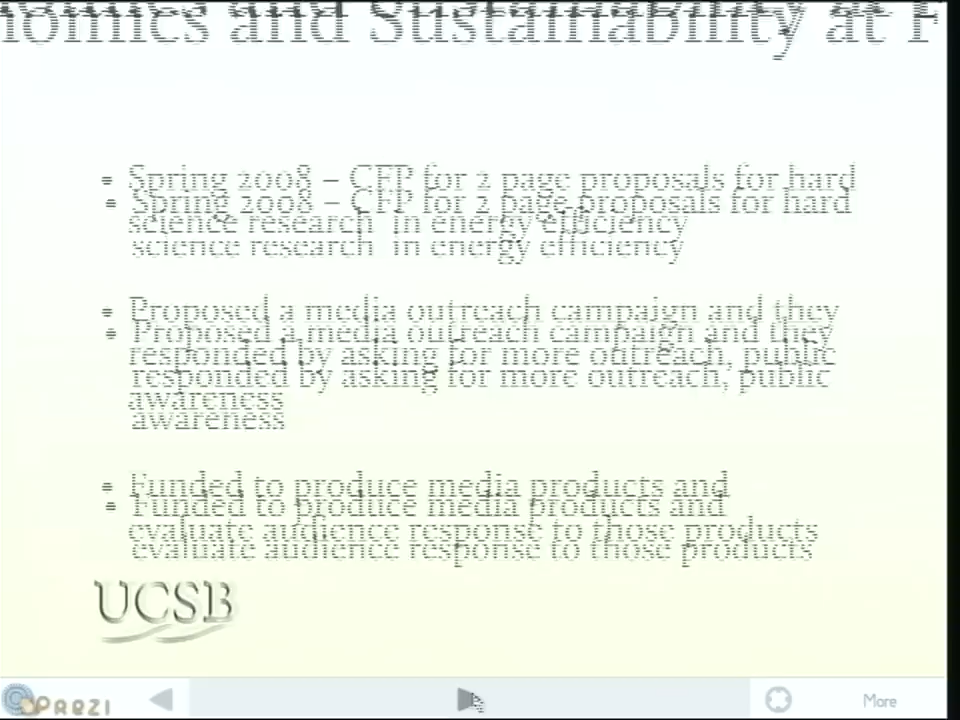 nomics and Sustainability at F
• Spring 2008 – CFP for 2 page proposals for hard
science research in energy efficiency
• Proposed a media outreach campaign and they
responded by asking for more outreach, public
awareness
• Funded to produce media products and
evaluate audience response to those products
UCSB
PREZI
More